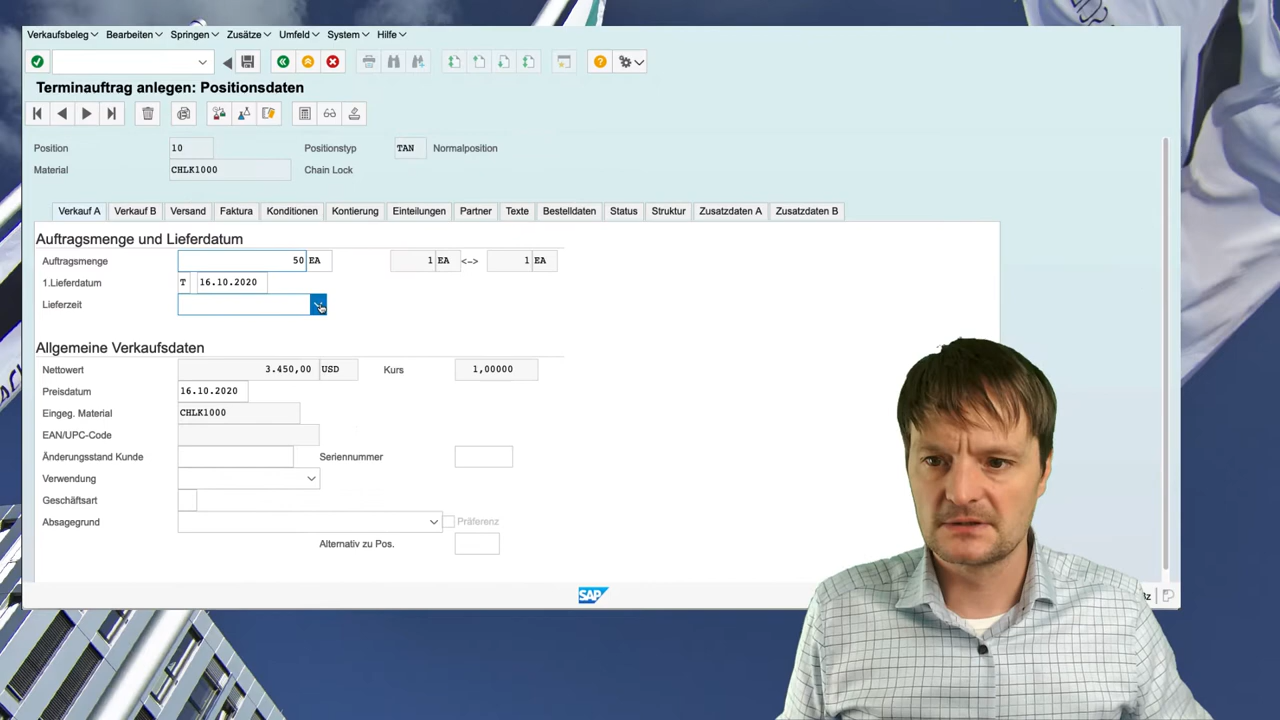 Verkaufsbeleg Bearbeiten Springen Zusätze Umfeld System Hilfe
Terminauftrag anlegen: Positionsdaten
Position 10 Positionstyp TAN Normalposition
Material CHLK1000 Chain Lock
Verkauf A Verkauf B Versand Faktura Konditionen Kontierung Einteilungen Partner Texte Bestelldaten Status Struktur Zusatzdaten A Zusatzdaten B
Auftragsmenge und Lieferdatum
Auftragsmenge 50 EA 1 EA <-> 1 EA
1.Lieferdatum T 16.10.2020
Lieferzeit
Allgemeine Verkaufsdaten
Nettowert 3.450,00 USD Kurs 1,00000
Preisdatum 16.10.2020
Eingeg. Material CHLK1000
EAN/UPC-Code
Änderungsstand Kunde Seriennummer
Verwendung
Geschäftsart
Absagegrund Präferenz
Alternativ zu Pos.
SAP